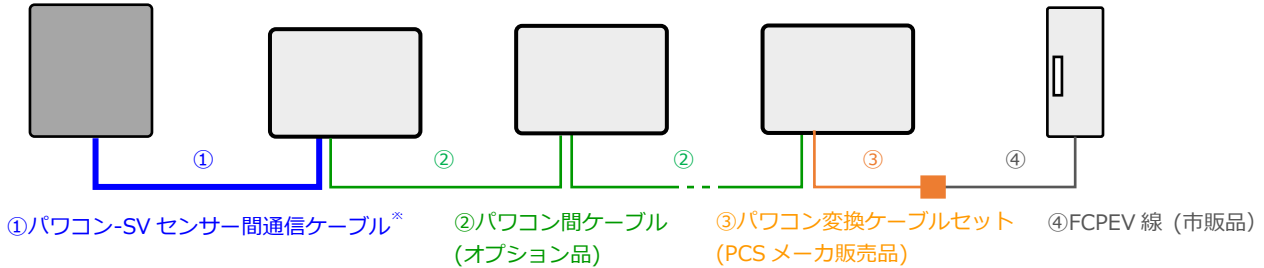 ① ② ② ③ ④
①パワコン-SV センサー間通信ケーブル※
②パワコン間ケーブル
(オプション品)
③パワコン変換ケーブルセット
(PCS メーカ販売品)
④FCPEV 線 (市販品)